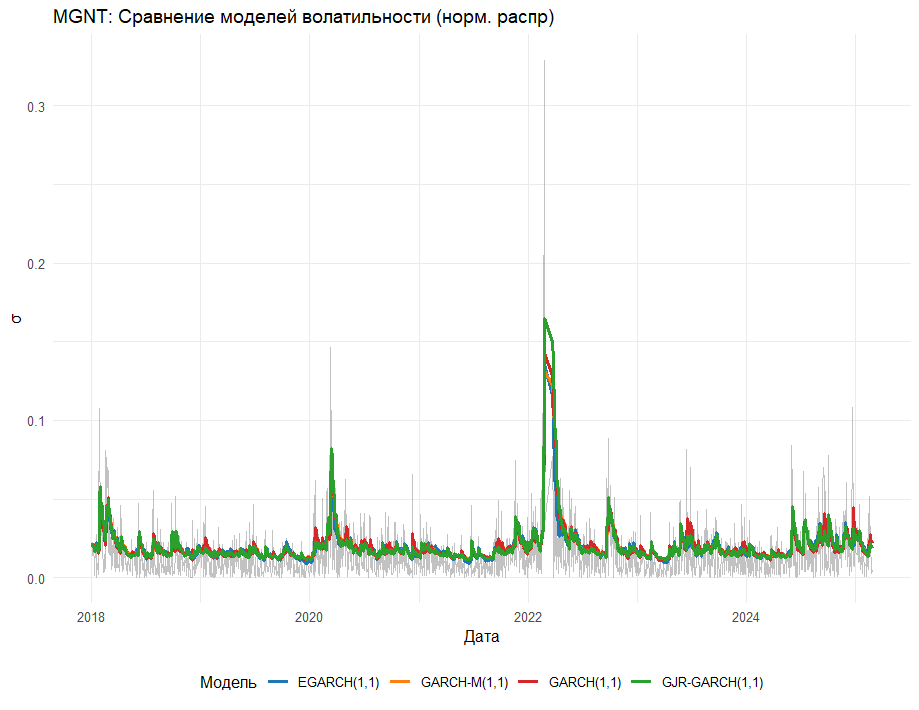 MGNT: Сравнение моделей волатильности (норм. распр)
0.3
0.2
0.1
0.0
σ
2018 2020 2022 2024
Дата
Модель EGARCH(1,1) GARCH-M(1,1) GARCH(1,1) GJR-GARCH(1,1)